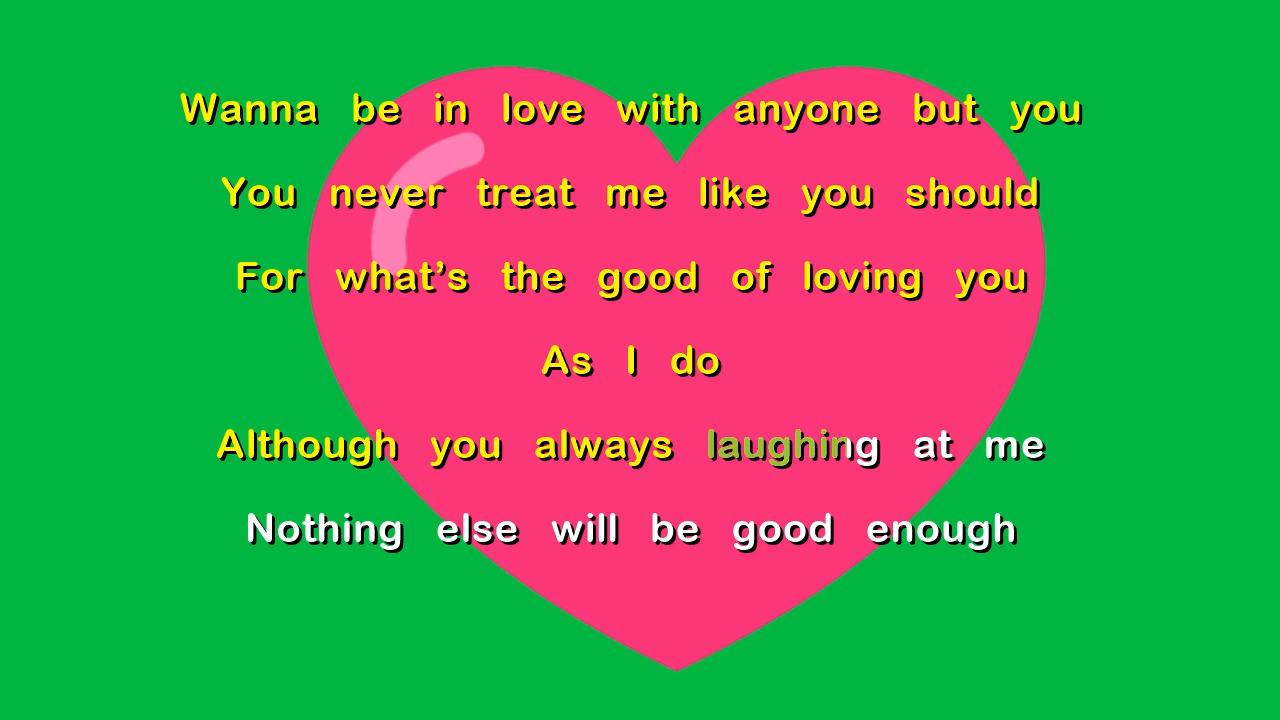 Wanna be in love with anyone but you
You never treat me like you should
For what’s the good of loving you
As I do
Although you always laughing at me
Nothing else will be good enough